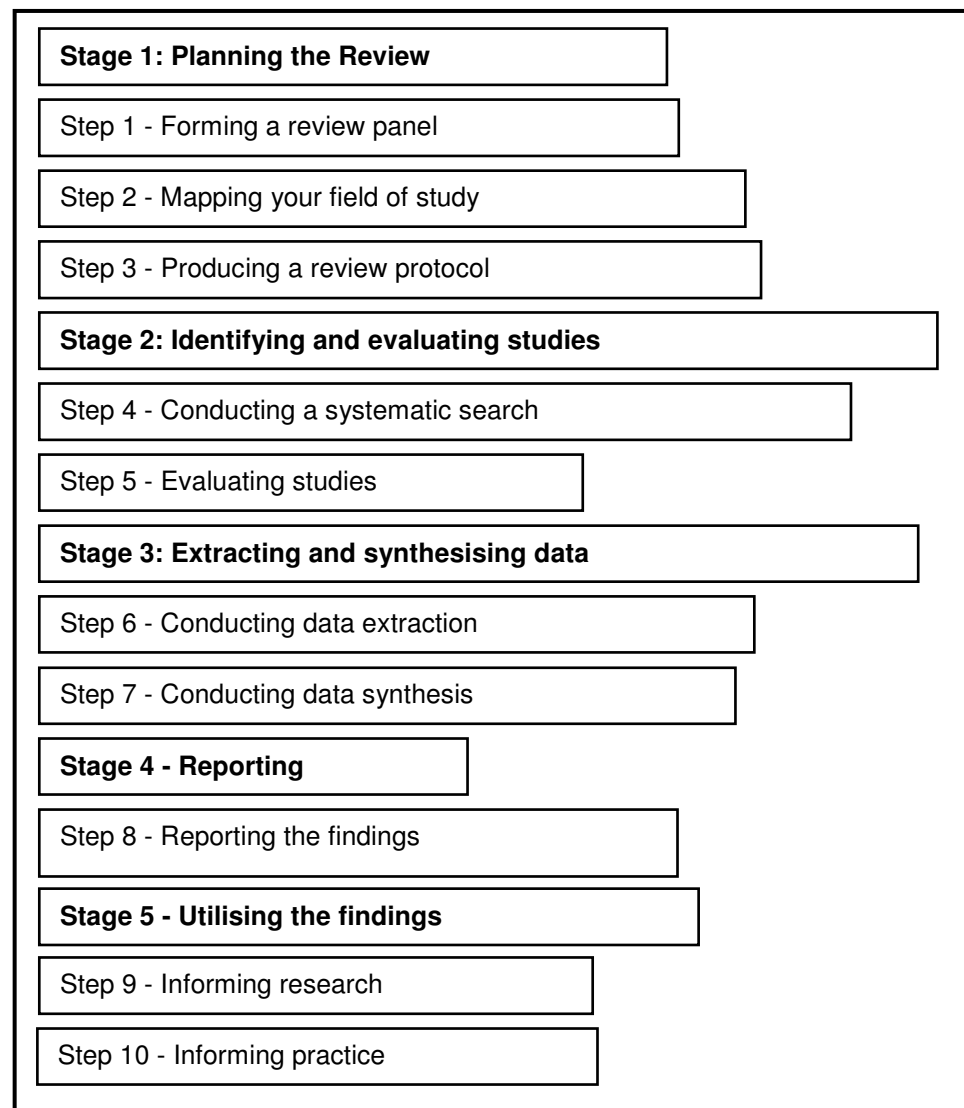 Stage 1: Planning the Review
Step 1 - Forming a review panel
Step 2 - Mapping your field of study
Step 3 - Producing a review protocol
Stage 2: Identifying and evaluating studies
Step 4 - Conducting a systematic search
Step 5 - Evaluating studies
Stage 3: Extracting and synthesising data
Step 6 - Conducting data extraction
Step 7 - Conducting data synthesis
Stage 4 - Reporting
Step 8 - Reporting the findings
Stage 5 - Utilising the findings
Step 9 - Informing research
Step 10 - Informing practice